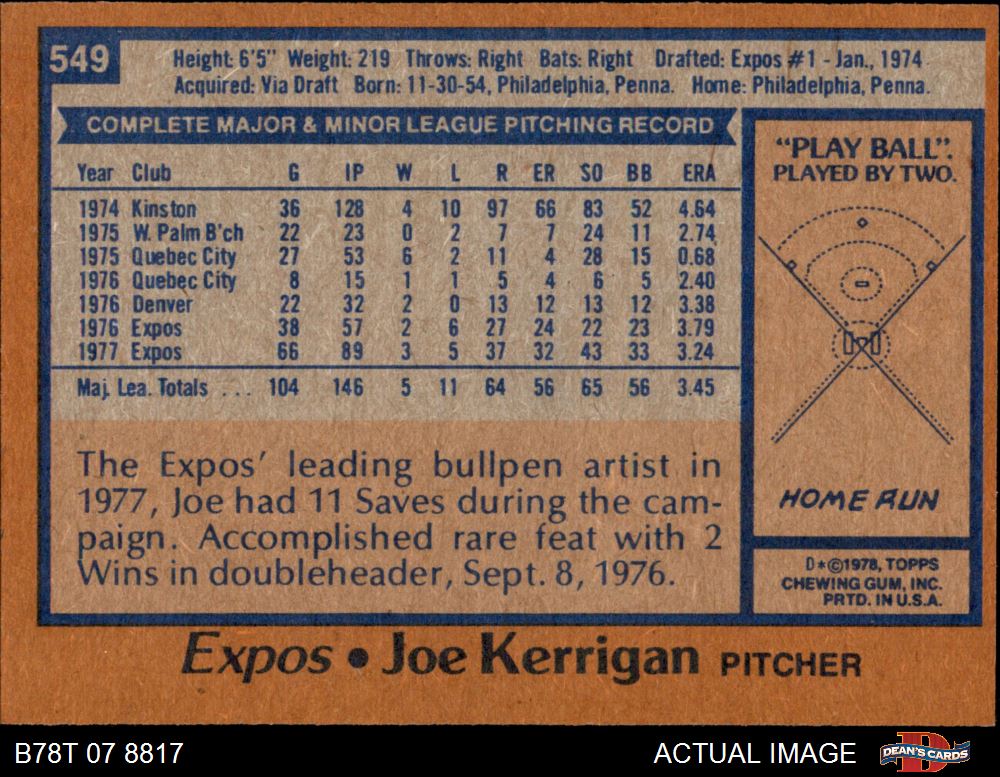 549
Height: 6'5" Weight: 219 Throws: Right Bats: Right Drafted: Expos #1 - Jan., 1974
Acquired: Via Draft Born: 11-30-54, Philadelphia, Penna. Home: Philadelphia, Penna.
COMPLETE MAJOR & MINOR LEAGUE PITCHING RECORD
Year Club G IP W L R ER SO BB ERA
1974 Kinston 36 128 4 10 97 66 83 52 4.64
1975 W. Palm B'ch 22 23 0 2 7 7 24 11 2.74
1975 Quebec City 27 53 6 2 11 4 28 15 0.68
1976 Quebec City 8 15 1 1 5 4 6 5 2.40
1976 Denver 22 32 2 0 13 12 13 12 3.38
1976 Expos 38 57 2 6 27 24 22 23 3.79
1977 Expos 66 89 3 5 37 32 43 33 3.24
Maj. Lea. Totals . . . 104 146 5 11 64 56 65 56 3.45
The Expos' leading bullpen artist in
1977, Joe had 11 Saves during the cam-
paign. Accomplished rare feat with 2
Wins in doubleheader, Sept. 8, 1976.
"PLAY BALL".
PLAYED BY TWO.
HOME RUN
D*©1978, TOPPS
CHEWING GUM, INC.
PRTD. IN U.S.A.
Expos • Joe Kerrigan PITCHER
B78T 07 8817 ACTUAL IMAGE
DEAN'S CARDS